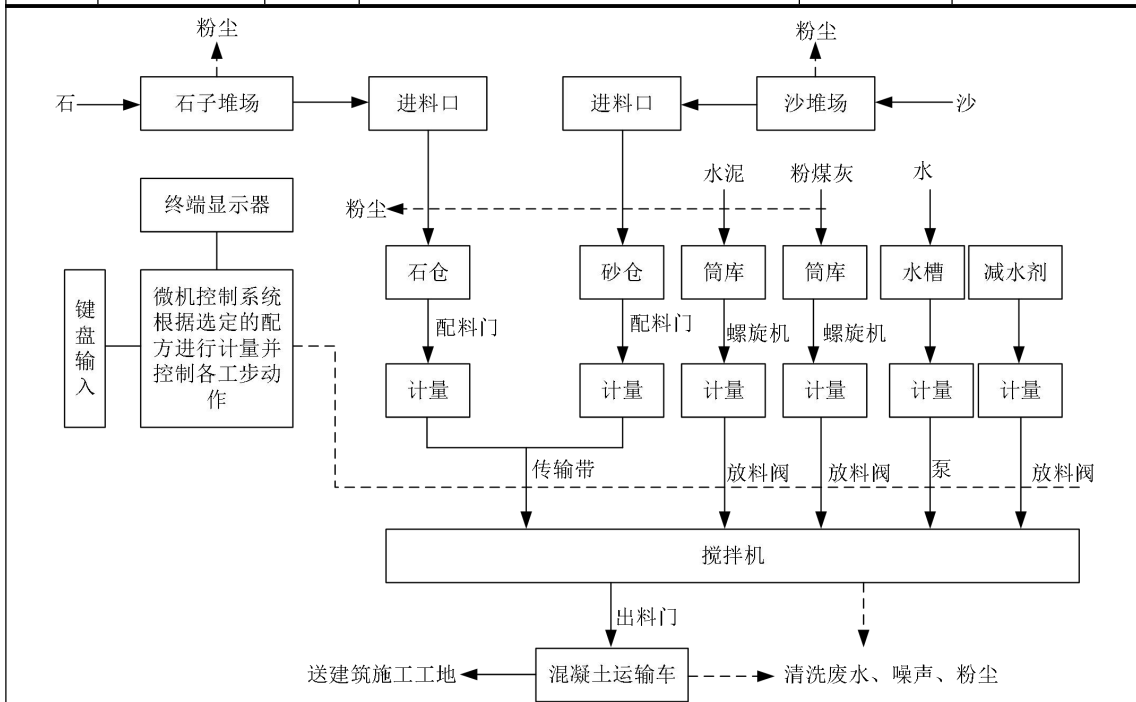 粉尘
粉尘
石
石子堆场
进料口
进料口
沙堆场
沙
水泥
粉煤灰
水
终端显示器
粉尘
石仓
砂仓
筒库
筒库
水槽
减水剂
键
盘
输
入
微机控制系统
根据选定的配
方进行计量并
控制各工步动
作
配料门
配料门
螺旋机
螺旋机
计量
计量
计量
计量
计量
计量
传输带
放料阀
放料阀
泵
放料阀
搅拌机
出料门
送建筑施工工地
混凝土运输车
清洗废水、噪声、粉尘